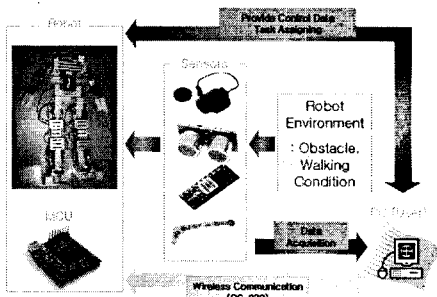 Provide Control Data
Task Assigning
Robot
Sensors
Robot
Environment
: Obstacle,
Walking
Condition
MCU
Data
Acquisition
Wireless Communication